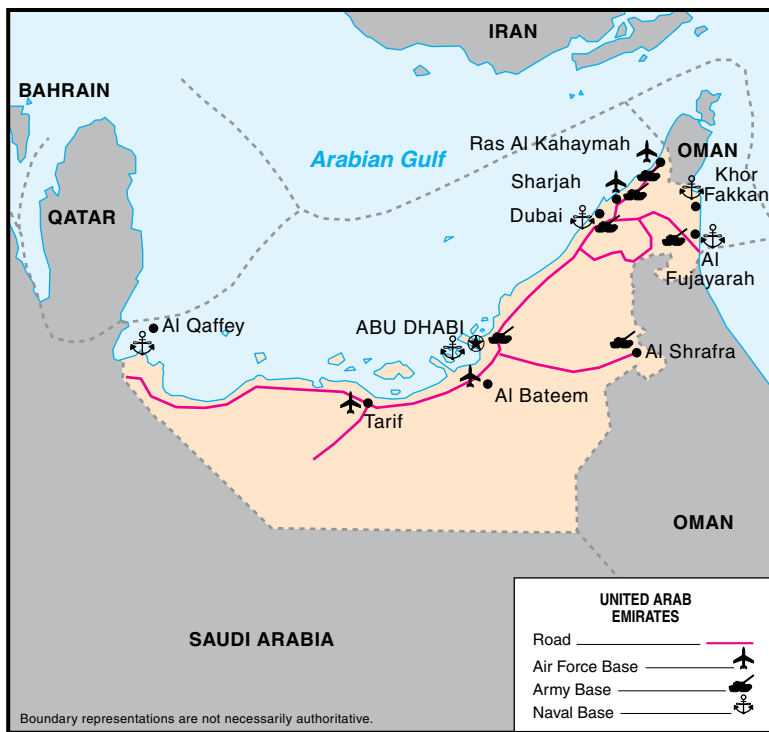 IRAN
BAHRAIN
Ras Al Kahaymah
OMAN
Arabian Gulf
Khor
Fakkan
Sharjah
QATAR
Dubai
Al
Fujayarah
Al Qaffey
ABU DHABI
Al Shrafra
Al Bateem
Tarif
OMAN
SAUDI ARABIA
UNITED ARAB
EMIRATES
Road
Air Force Base
Army Base
Naval Base
Boundary representations are not necessarily authoritative.